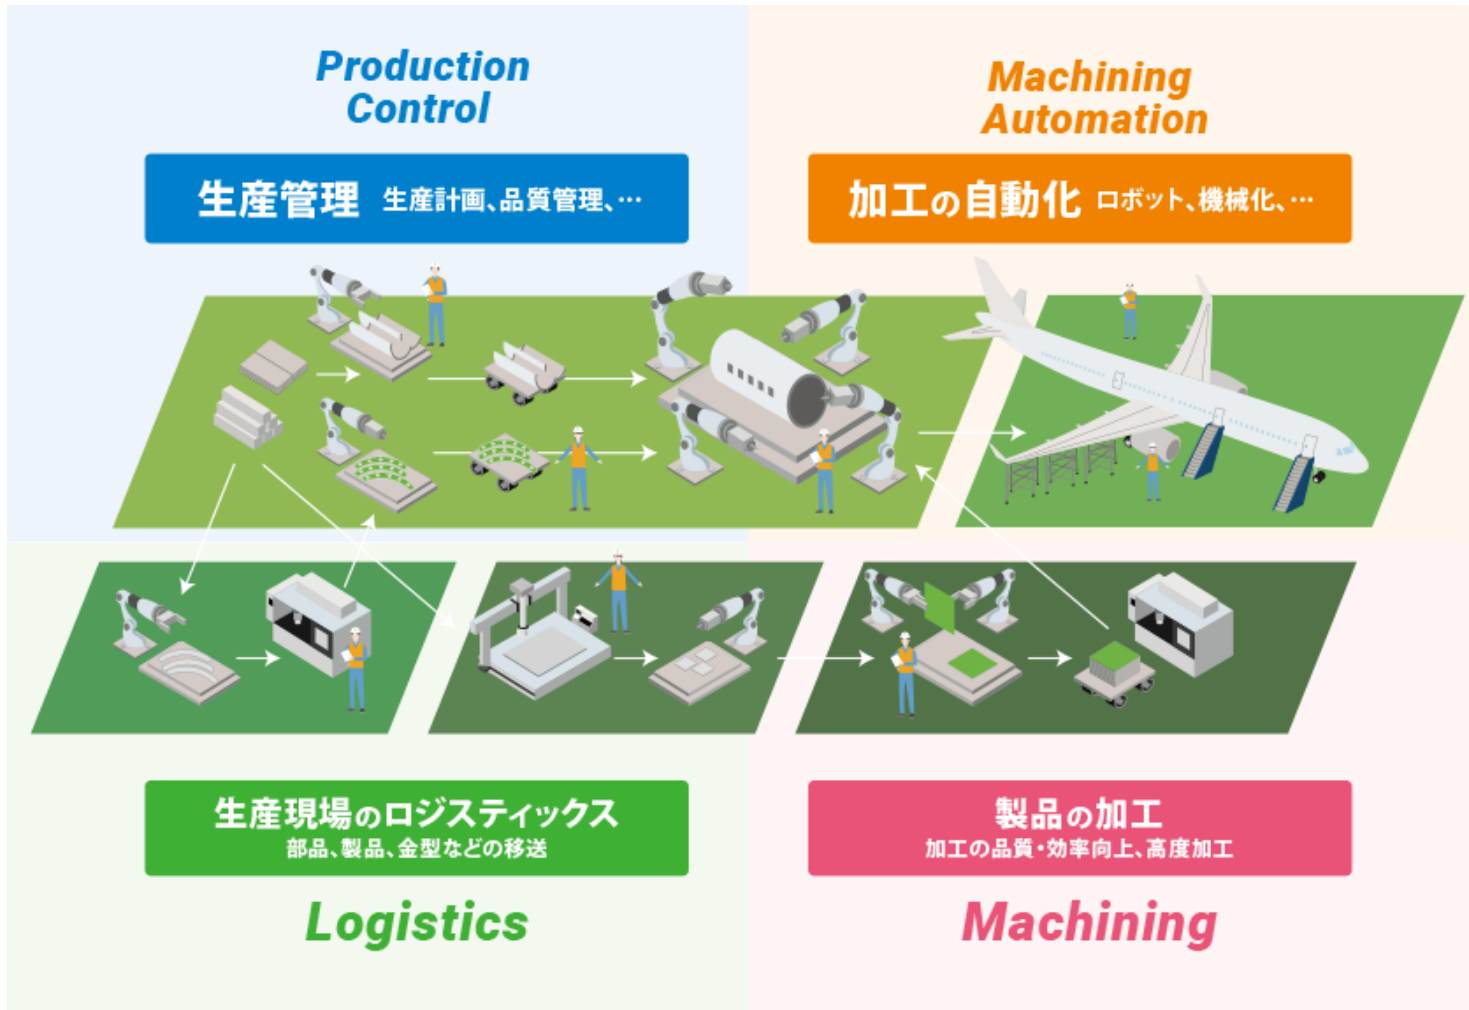 Production
Control
生産管理 生産計画、品質管理、…
Machining
Automation
加工の自動化 ロボット、機械化、…
生産現場のロジスティックス
部品、製品、金型などの移送
Logistics
製品の加工
加工の品質・効率向上、高度加工
Machining